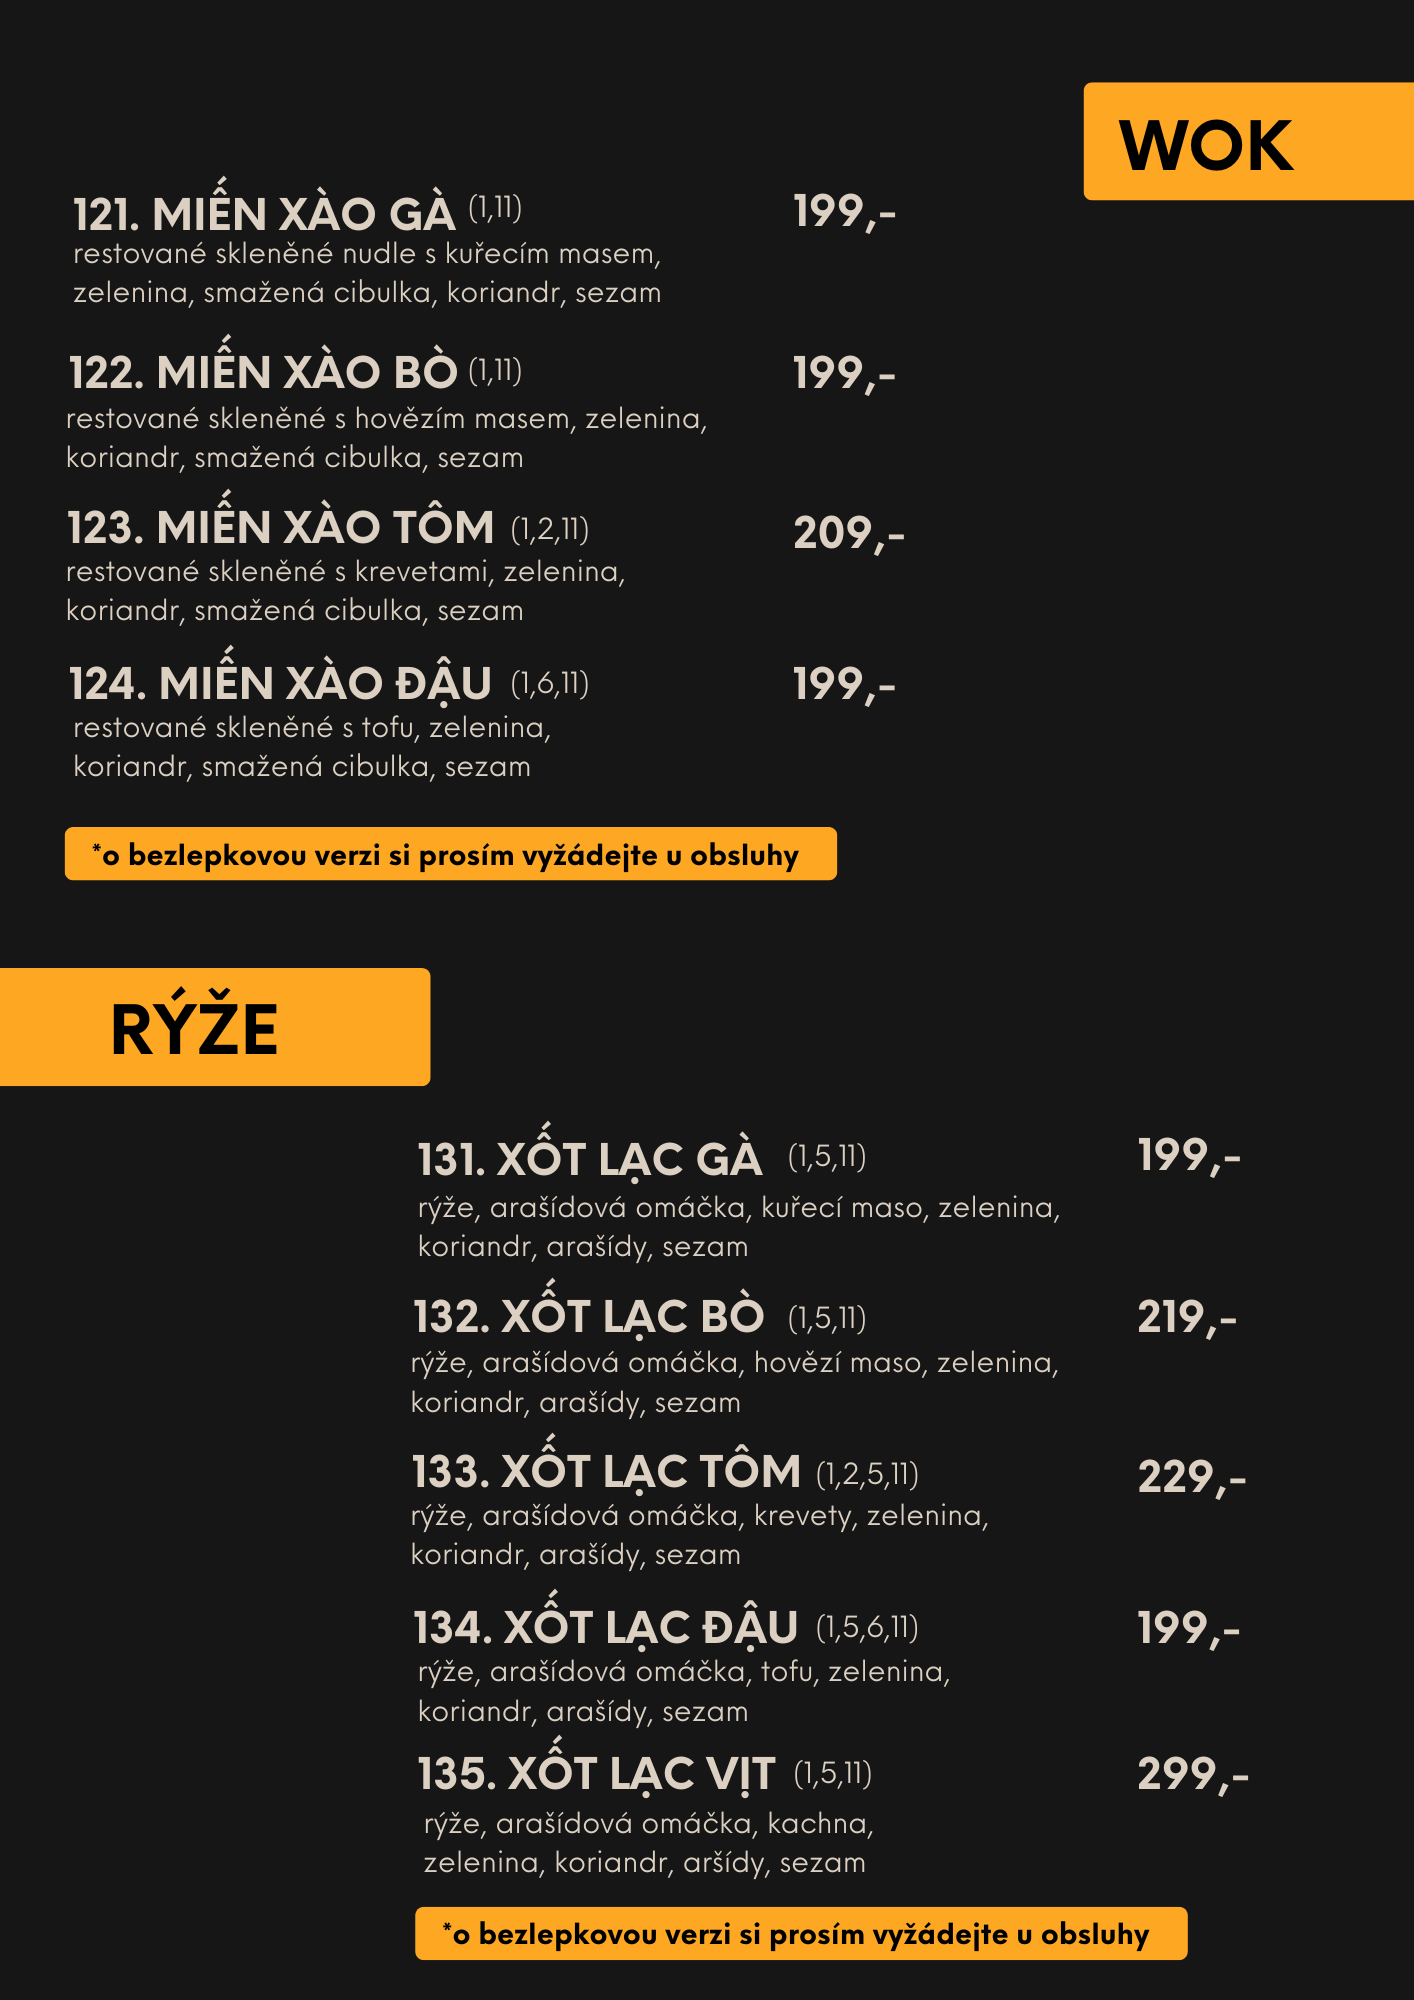 WOK
121. MIẾN XÀO GÀ (1,11) 199,-
restované skleněné nudle s kuřecím masem,
zelenina, smažená cibulka, koriandr, sezam
122. MIẾN XÀO BÒ (1,11) 199,-
restované skleněné s hovězím masem, zelenina,
koriandr, smažená cibulka, sezam
123. MIẾN XÀO TÔM (1,2,11) 209,-
restované skleněné s krevetami, zelenina,
koriandr, smažená cibulka, sezam
124. MIẾN XÀO ĐẬU (1,6,11) 199,-
restované skleněné s tofu, zelenina,
koriandr, smažená cibulka, sezam
*o bezlepkovou verzi si prosím vyžádejte u obsluhy
RÝŽE
131. XỐT LẠC GÀ (1,5,11) 199,-
rýže, arašídová omáčka, kuřecí maso, zelenina,
koriandr, arašídy, sezam
132. XỐT LẠC BÒ (1,5,11) 219,-
rýže, arašídová omáčka, hovězí maso, zelenina,
koriandr, arašídy, sezam
133. XỐT LẠC TÔM (1,2,5,11) 229,-
rýže, arašídová omáčka, krevety, zelenina,
koriandr, arašídy, sezam
134. XỐT LẠC ĐẬU (1,5,6,11) 199,-
rýže, arašídová omáčka, tofu, zelenina,
koriandr, arašídy, sezam
135. XỐT LẠC VỊT (1,5,11) 299,-
rýže, arašídová omáčka, kachna,
zelenina, koriandr, aršídy, sezam
*o bezlepkovou verzi si prosím vyžádejte u obsluhy